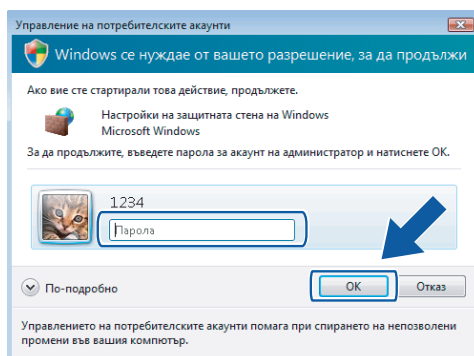 Управление на потребителските акаунти
Windows се нуждае от вашето разрешение, за да продължи
Ако вие сте стартирали това действие, продължете.
Настройки на защитната стена на Windows
Microsoft Windows
За да продължите, въведете парола за акаунт на администратор и натиснете OK.
1234
Парола
По-подробно
OK
Отказ
Управлението на потребителските акаунти помага при спирането на непозволени
промени във вашия компютър.